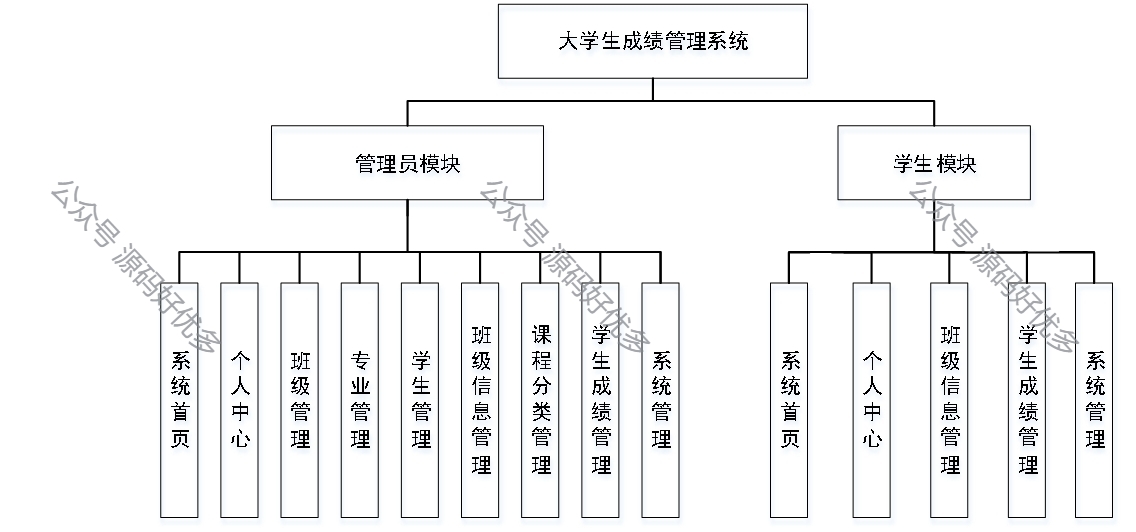 大学生成绩管理系统
管理员模块
学生模块
公众号 源码好优多
公众号 源码好优多
公众号 源码好优多
系统首页
个人中心
班级管理
专业管理
学生管理
班级信息管理
课程分类管理
学生成绩管理
系统管理
系统首页
个人中心
班级信息管理
学生成绩管理
系统管理